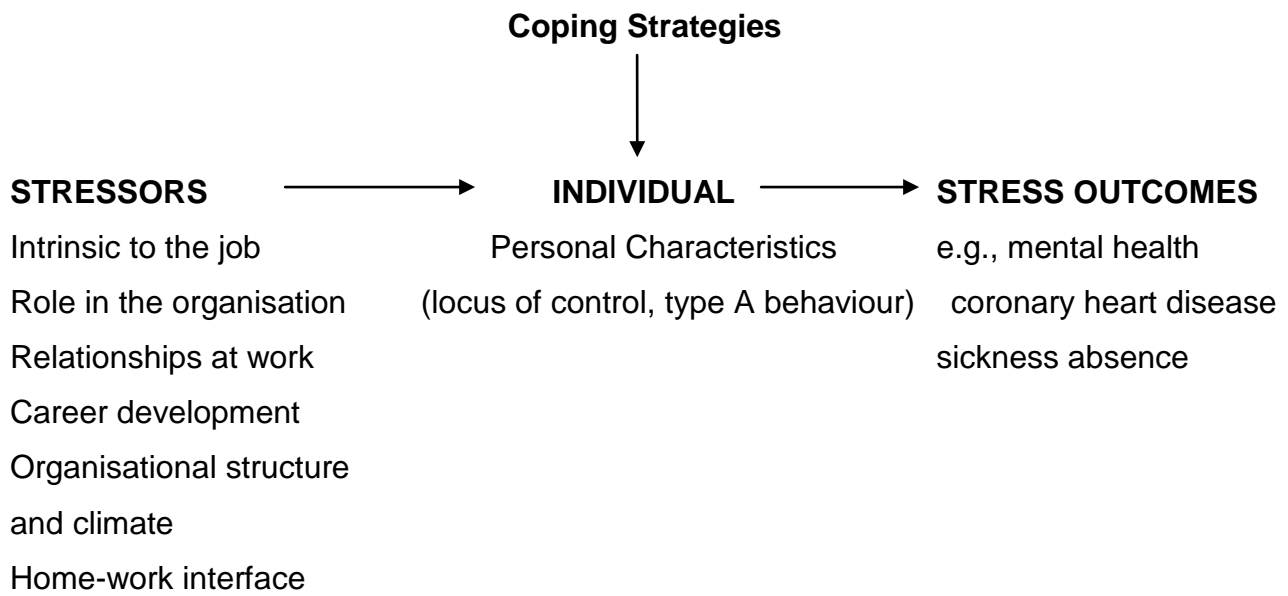 Coping Strategies
STRESSORS
Intrinsic to the job
Role in the organisation
Relationships at work
Career development
Organisational structure
and climate
Home-work interface
INDIVIDUAL
Personal Characteristics
(locus of control, type A behaviour)
STRESS OUTCOMES
e.g., mental health
coronary heart disease
sickness absence